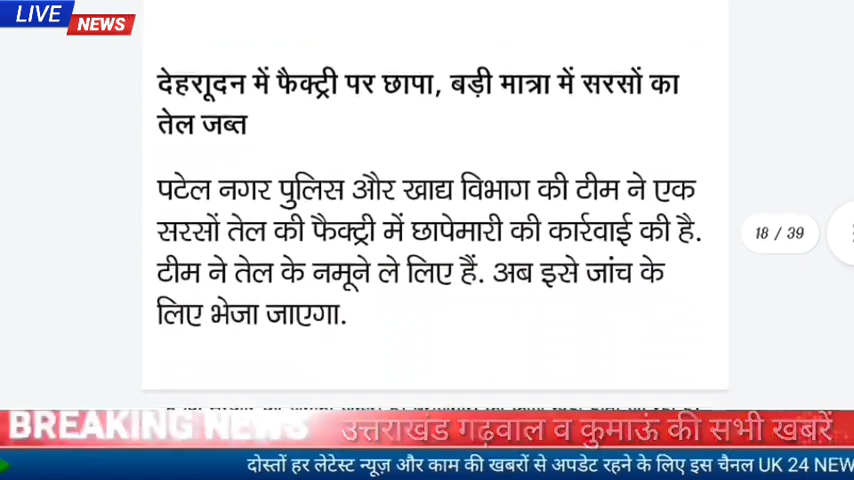 LIVE
NEWS
देहरादून में फैक्ट्री पर छापा, बड़ी मात्रा में सरसों का
तेल जब्त
पटेल नगर पुलिस और खाद्य विभाग की टीम ने एक
सरसों तेल की फैक्ट्री में छापेमारी की कार्रवाई की है.
टीम ने तेल के नमूने ले लिए हैं. अब इसे जांच के
लिए भेजा जाएगा.
18 / 39
BREAKING NEWS
उत्तराखंड गढ़वाल व कुमाऊं की सभी खबरें
दोस्तों हर लेटेस्ट न्यूज़ और काम की खबरों से अपडेट रहने के लिए इस चैनल UK 24 NEW